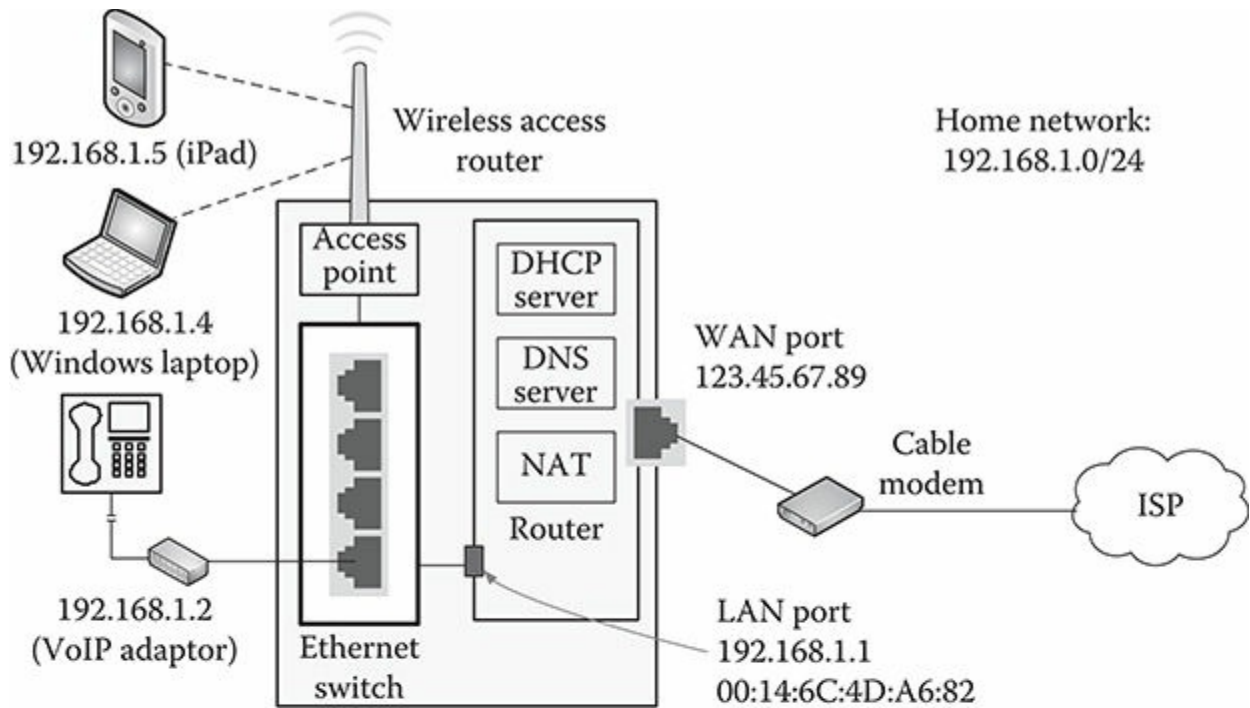 192.168.1.5 (iPad)
192.168.1.4
(Windows laptop)
192.168.1.2
(VoIP adaptor)
Wireless access
router
Access
point
Ethernet
switch
DHCP
server
DNS
server
NAT
Router
Home network:
192.168.1.0/24
WAN port
123.45.67.89
Cable
modem
ISP
LAN port
192.168.1.1
00:14:6C:4D:A6:82